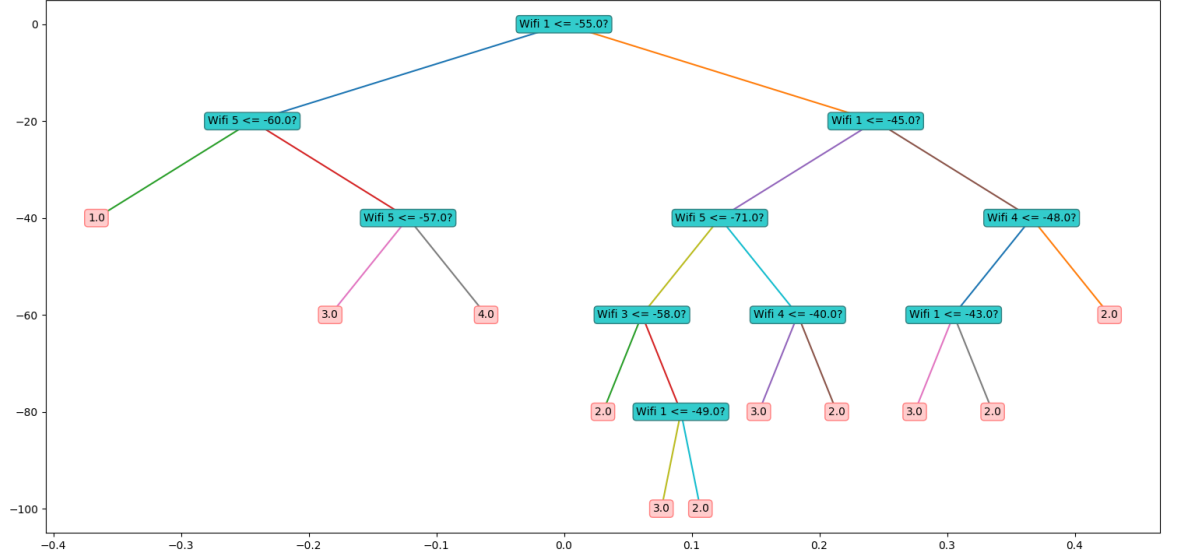 0
Wifi 1 <= -55.0?
−20
Wifi 5 <= -60.0?
Wifi 1 <= -45.0?
−40
1.0
Wifi 5 <= -57.0?
Wifi 5 <= -71.0?
Wifi 4 <= -48.0?
−60
3.0
4.0
Wifi 3 <= -58.0?
Wifi 4 <= -40.0?
Wifi 1 <= -43.0?
2.0
−80
2.0
Wifi 1 <= -49.0?
3.0
2.0
3.0
2.0
−100
3.0
2.0
−0.4
−0.3
−0.2
−0.1
0.0
0.1
0.2
0.3
0.4